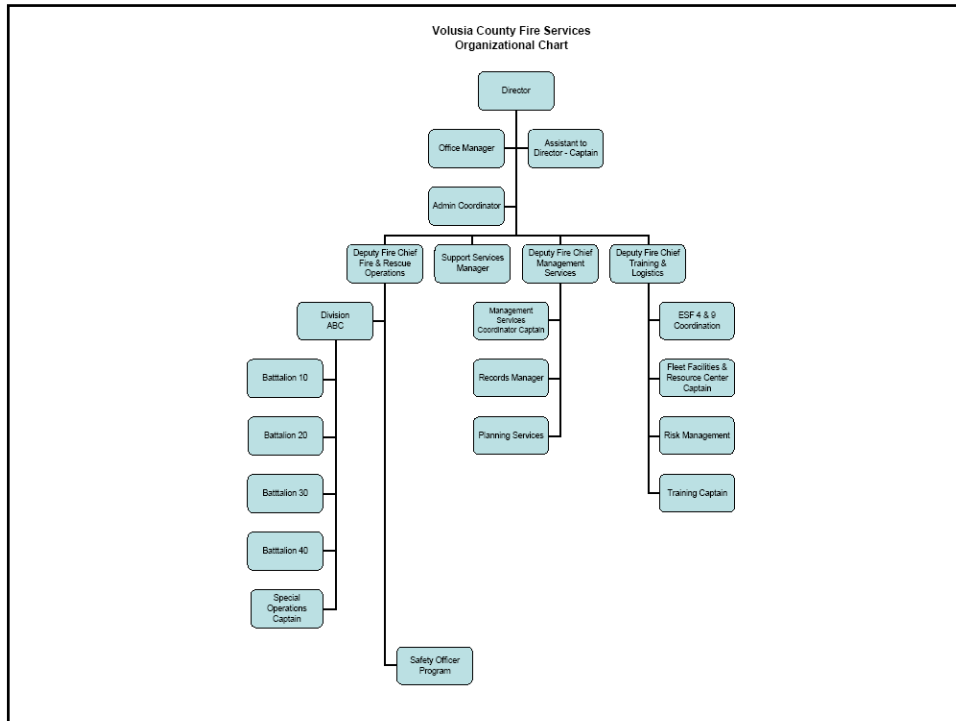 Volusia County Fire Services
Organizational Chart
Director
Office Manager
Assistant to
Director - Captain
Admin Coordinator
Deputy Fire Chief
Fire & Rescue
Operations
Support Services
Manager
Deputy Fire Chief
Management
Services
Deputy Fire Chief
Training &
Logistics
Division
ABC
Management
Services
Coordinator Captain
ESF 4 & 9
Coordination
Batttalion 10
Records Manager
Fleet Facilities &
Resource Center
Captain
Battalion 20
Planning Services
Risk Management
Batttalion 30
Training Captain
Batttalion 40
Special
Operations
Captain
Safety Officer
Program